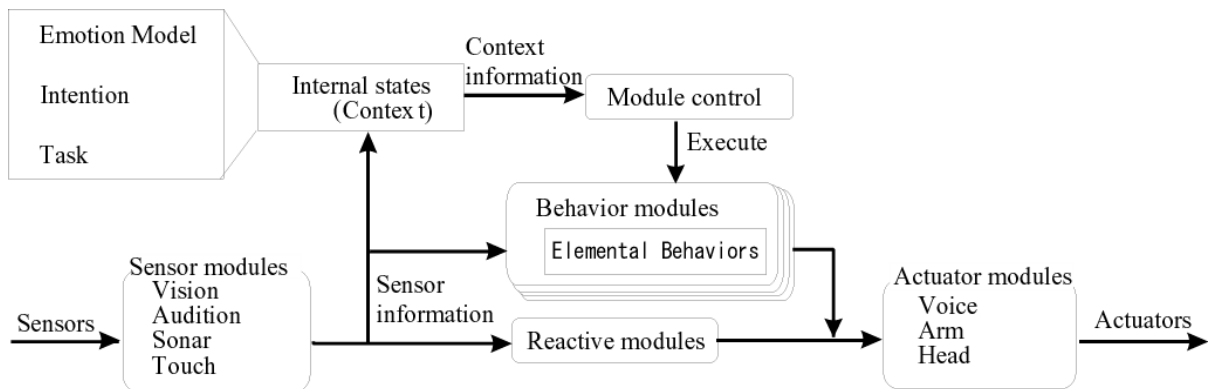 Emotion Model
Intention
Task
Internal states
(Context)
Context
information
Module control
Execute
Behavior modules
Elemental Behaviors
Sensors
Sensor modules
Vision
Audition
Sonar
Touch
Sensor
information
Reactive modules
Actuator modules
Voice
Arm
Head
Actuators